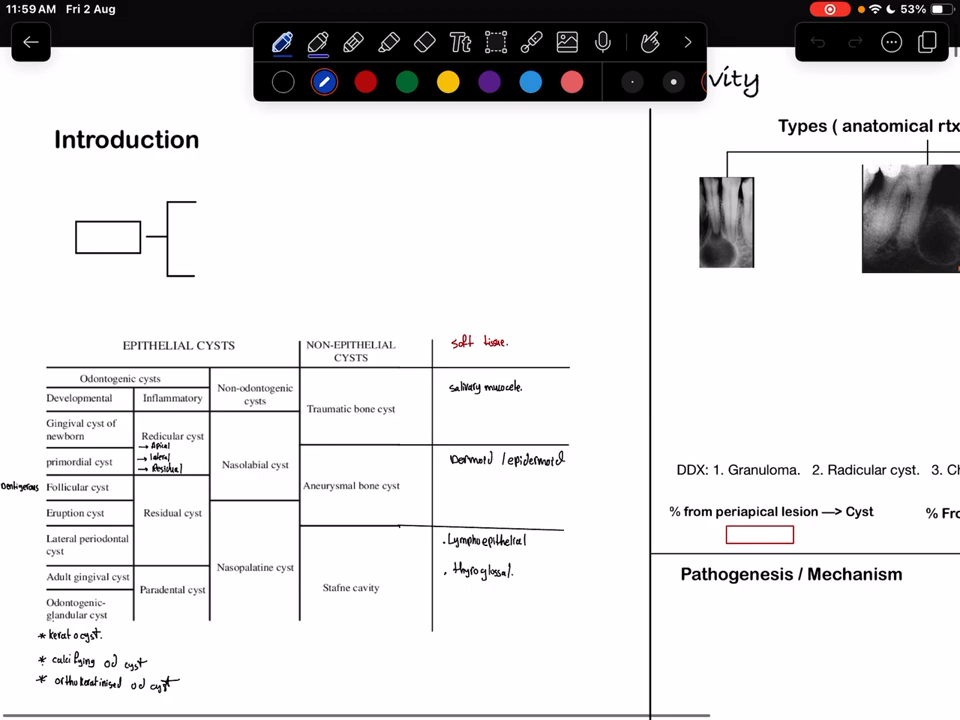 11:59 AM Fri 2 Aug
53%
Tt
vity
Introduction
Types ( anatomical rtx
EPITHELIAL CYSTS
NON-EPITHELIAL
CYSTS
soft tissue.
Odontogenic cysts
Non-odontogenic
cysts
Developmental
Inflammatory
Traumatic bone cyst
salivary mucocele.
Gingival cyst of
newborn
Redicular cyst
→ Apical
→ lateral
→ Residual
primordial cyst
Nasolabial cyst
Dermoid / epidermoid
Dentigerous
Follicular cyst
Aneurysmal bone cyst
Eruption cyst
Residual cyst
Lateral periodontal
cyst
Nasopalatine cyst
. Lymphoepithelial
. thyroglossal.
Adult gingival cyst
Paradental cyst
Stafne cavity
Odontogenic-
glandular cyst
* keratocyst.
* calcifying od cyst
* orthokeratinised od cyst
DDX: 1. Granuloma. 2. Radicular cyst. 3. Ch
% from periapical lesion —> Cyst
% Fro
Pathogenesis / Mechanism